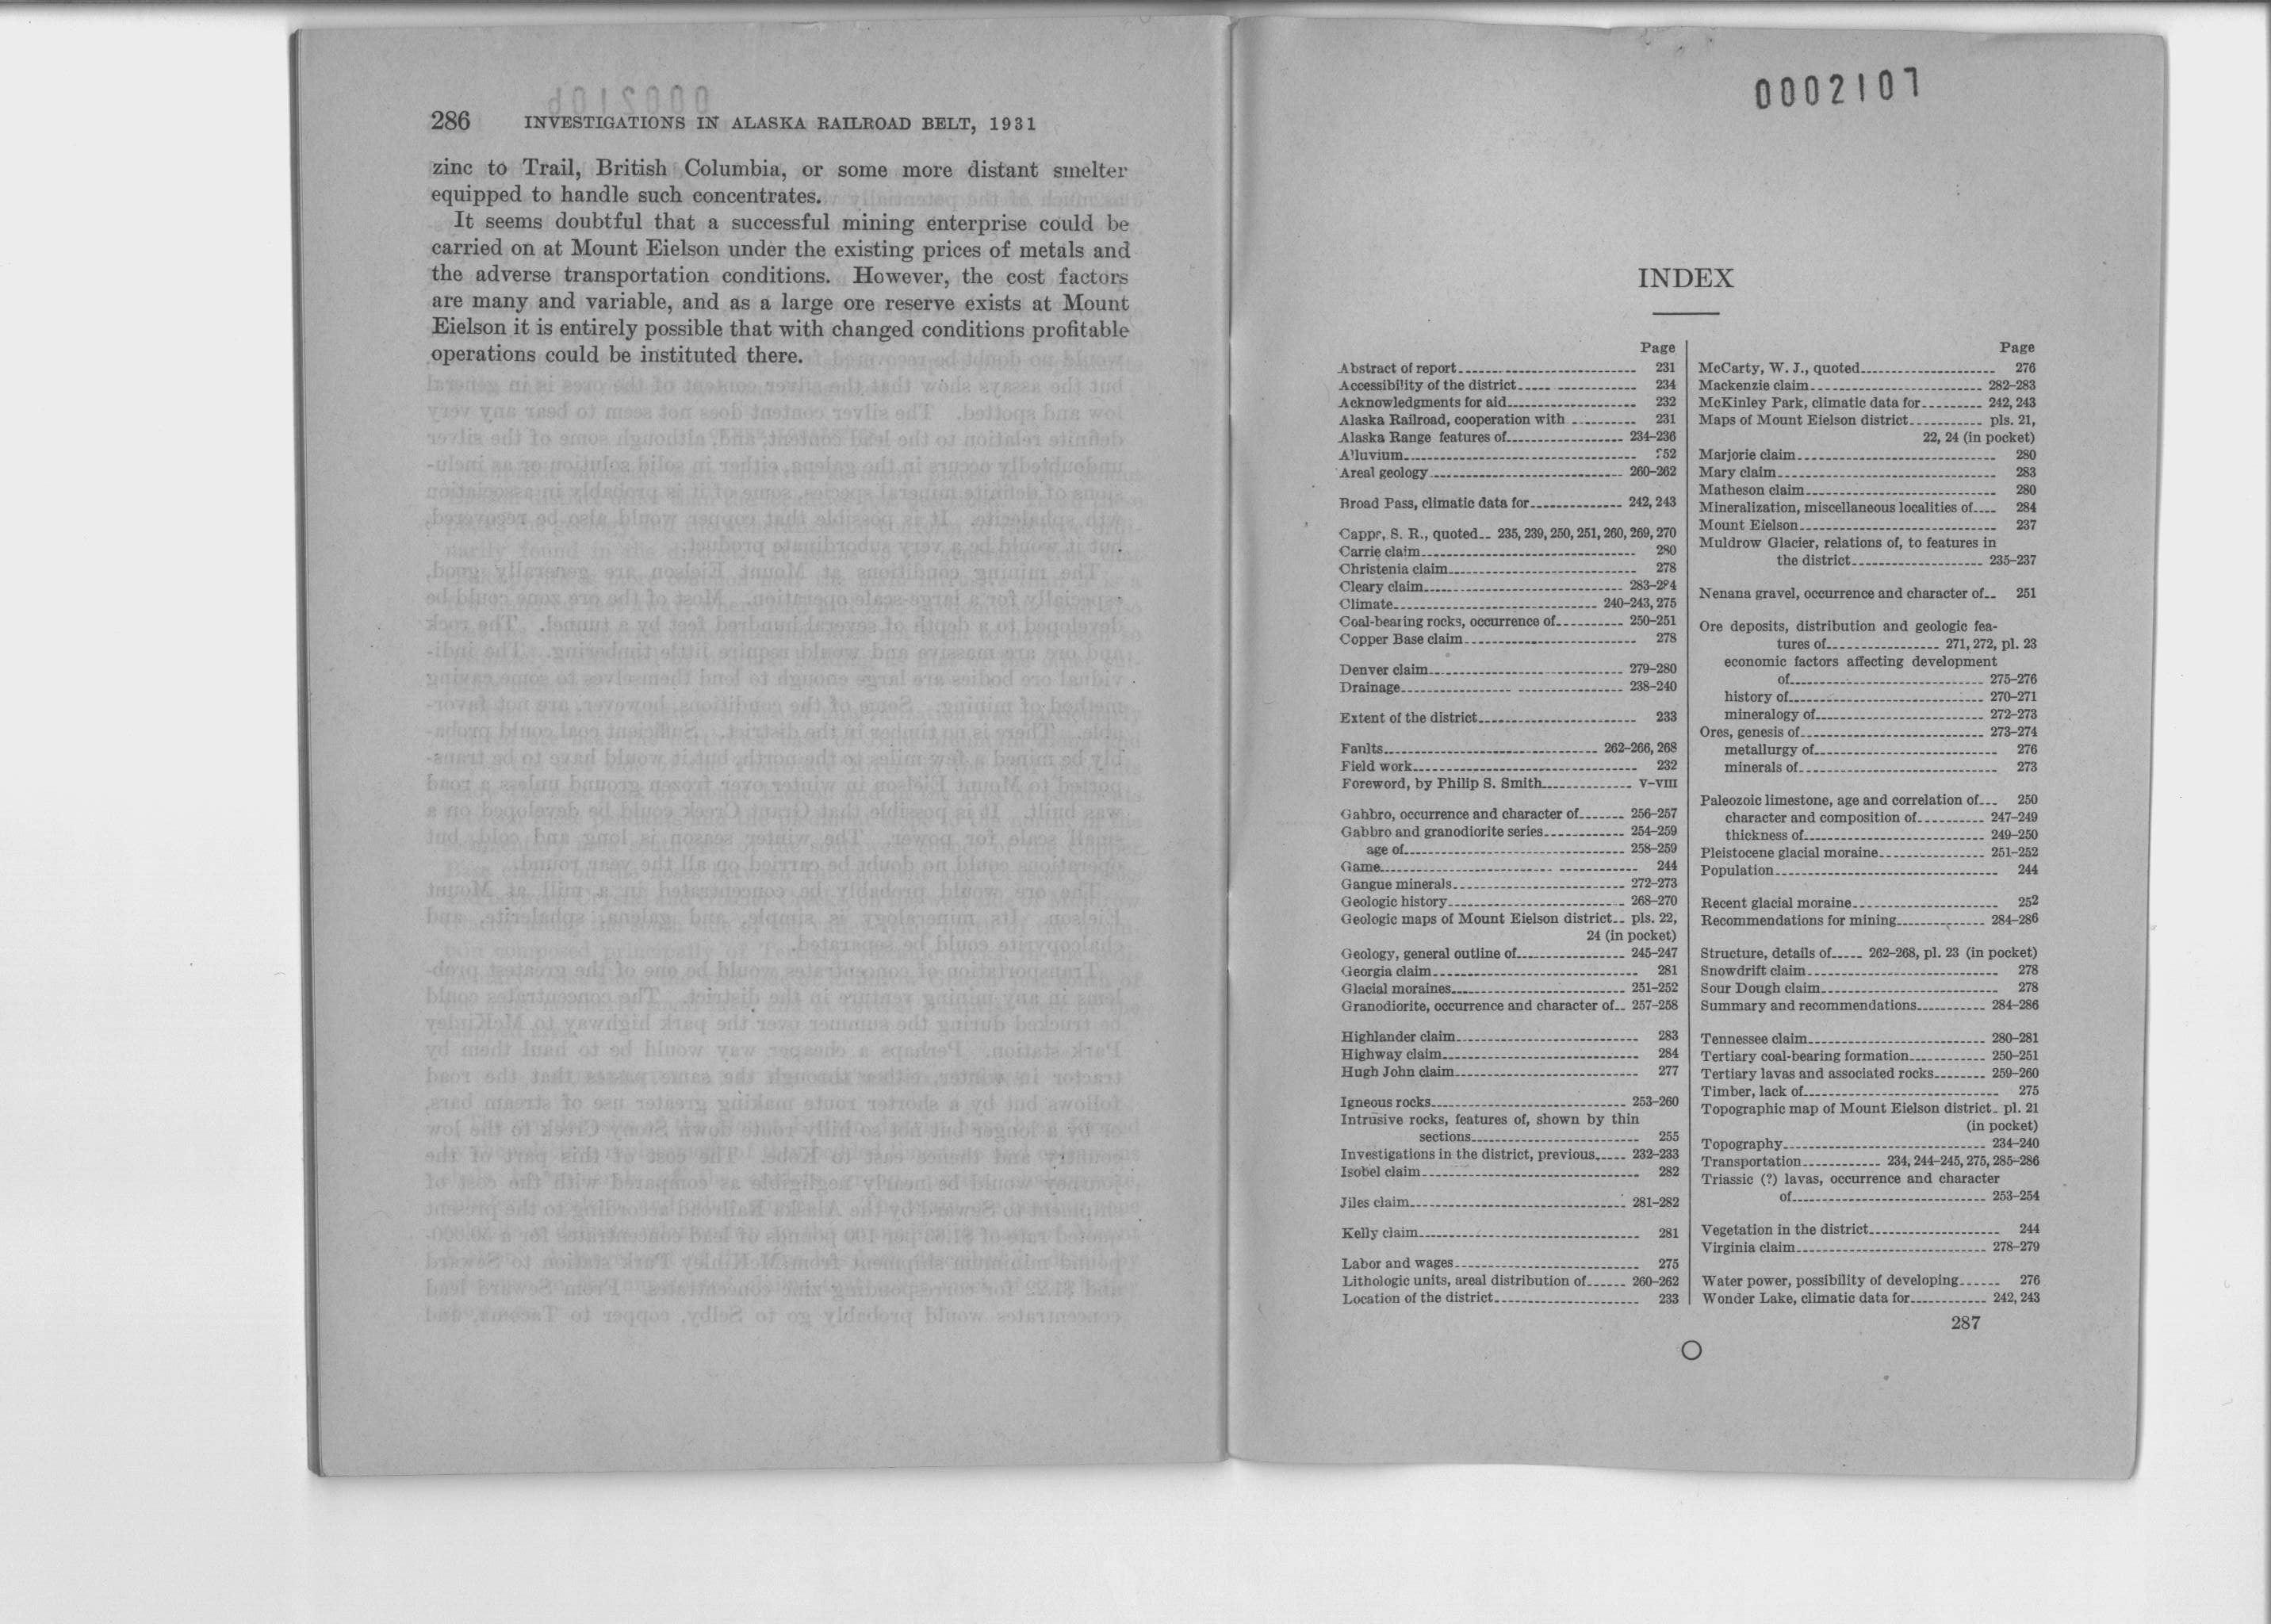 286 INVESTIGATIONS IN ALASKA RAILROAD BELT, 1931
zinc to Trail, British Columbia, or some more distant smelter
equipped to handle such concentrates.
It seems doubtful that a successful mining enterprise could be
carried on at Mount Eielson under the existing prices of metals and
the adverse transportation conditions. However, the cost factors
are many and variable, and as a large ore reserve exists at Mount
Eielson it is entirely possible that with changed conditions profitable
operations could be instituted there.
0002107
INDEX
Page
Abstract of report 231
Accessibility of the district 234
Acknowledgments for aid 232
Alaska Railroad, cooperation with 231
Alaska Range features of 234-236
Alluvium 252
Areal geology 260-262
Broad Pass, climatic data for 242, 243
Capps, S. R., quoted 235, 239, 250, 251, 260, 269, 270
Carrie claim 280
Christenia claim 278
Cleary claim 283-284
Climate 240-243, 275
Coal-bearing rocks, occurrence of 250-251
Copper Base claim 278
Denver claim 279-280
Drainage 238-240
Extent of the district 233
Faults 262-266, 268
Field work 232
Foreword, by Philip S. Smith V-VIII
Gabbro, occurrence and character of 256-257
Gabbro and granodiorite series 254-259
age of 258-259
Game 244
Gangue minerals 272-273
Geologic history 268-270
Geologic maps of Mount Eielson district pls. 22,
24 (in pocket)
Geology, general outline of 245-247
Georgia claim 281
Glacial moraines 251-252
Granodiorite, occurrence and character of 257-258
Highlander claim 283
Highway claim 284
Hugh John claim 277
Igneous rocks 253-260
Intrusive rocks, features of, shown by thin
sections 255
Investigations in the district, previous 232-233
Isobel claim 282
Jiles claim 281-282
Kelly claim 281
Labor and wages 275
Lithologic units, areal distribution of 260-262
Location of the district 233
Page
McCarty, W. J., quoted 276
Mackenzie claim 282-283
McKinley Park, climatic data for 242, 243
Maps of Mount Eielson district pls. 21,
22, 24 (in pocket)
Marjorie claim 280
Mary claim 283
Matheson claim 280
Mineralization, miscellaneous localities of 284
Mount Eielson 237
Muldrow Glacier, relations of, to features in
the district 235-237
Nenana gravel, occurrence and character of 251
Ore deposits, distribution and geologic fea-
tures of 271, 272, pl. 23
economic factors affecting development
of 275-276
history of 270-271
mineralogy of 272-273
Ores, genesis of 273-274
metallurgy of 276
minerals of 273
Paleozoic limestone, age and correlation of 250
character and composition of 247-249
thickness of 249-250
Pleistocene glacial moraine 251-252
Population 244
Recent glacial moraine 252
Recommendations for mining 284-286
Structure, details of 262-268, pl. 23 (in pocket)
Snowdrift claim 278
Sour Dough claim 278
Summary and recommendations 284-286
Tennessee claim 280-281
Tertiary coal-bearing formation 250-251
Tertiary lavas and associated rocks 259-260
Timber, lack of 275
Topographic map of Mount Eielson district pl. 21
(in pocket)
Topography 234-240
Transportation 234, 244-245, 275, 285-286
Triassic (?) lavas, occurrence and character
of 253-254
Vegetation in the district 244
Virginia claim 278-279
Water power, possibility of developing 276
Wonder Lake, climatic data for 242, 243
287